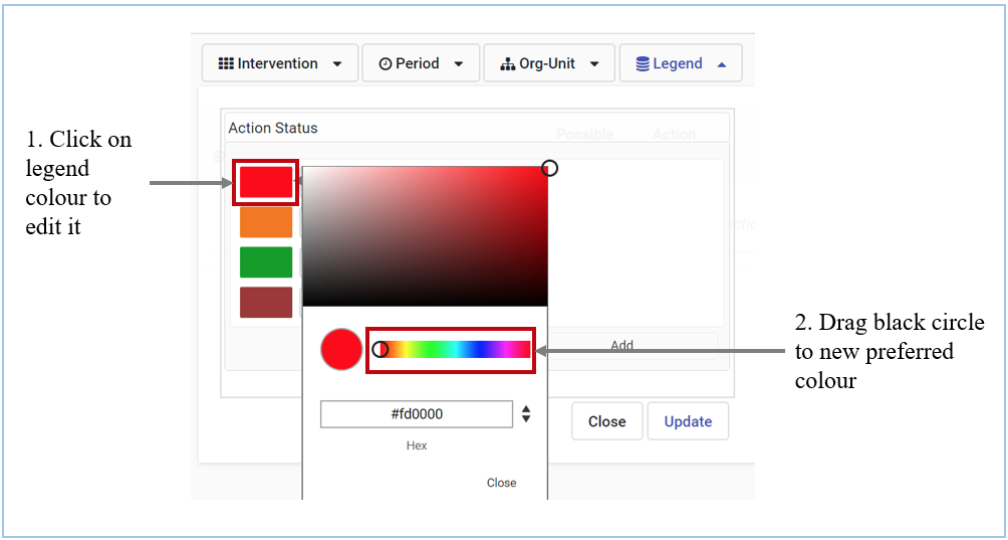 Intervention
Period
Org-Unit
Legend
Action Status
Possible
Action
1. Click on
legend
colour to
edit it
Add
2. Drag black circle
to new preferred
colour
#fd0000
Hex
Close
Update
Close